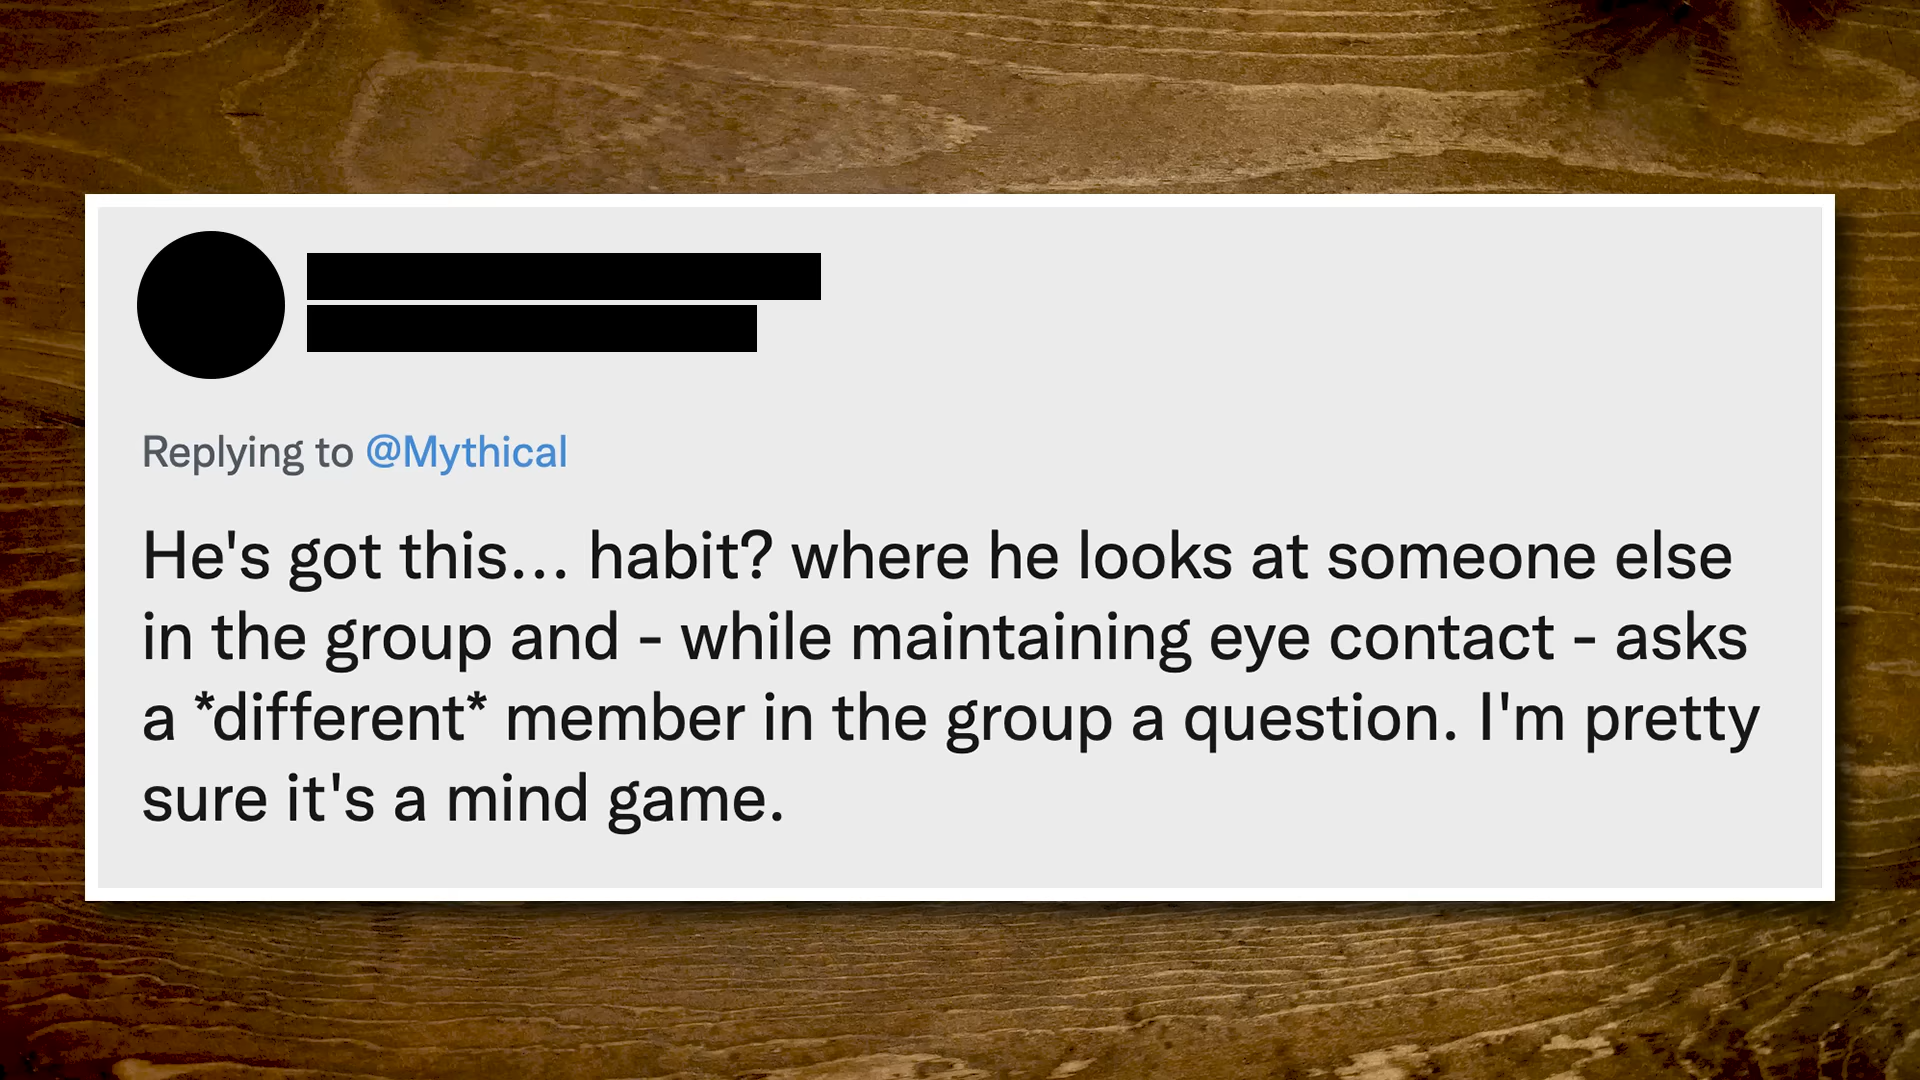 Replying to @Mythical
He's got this... habit? where he looks at someone else
in the group and - while maintaining eye contact - asks
a *different* member in the group a question. I'm pretty
sure it's a mind game.